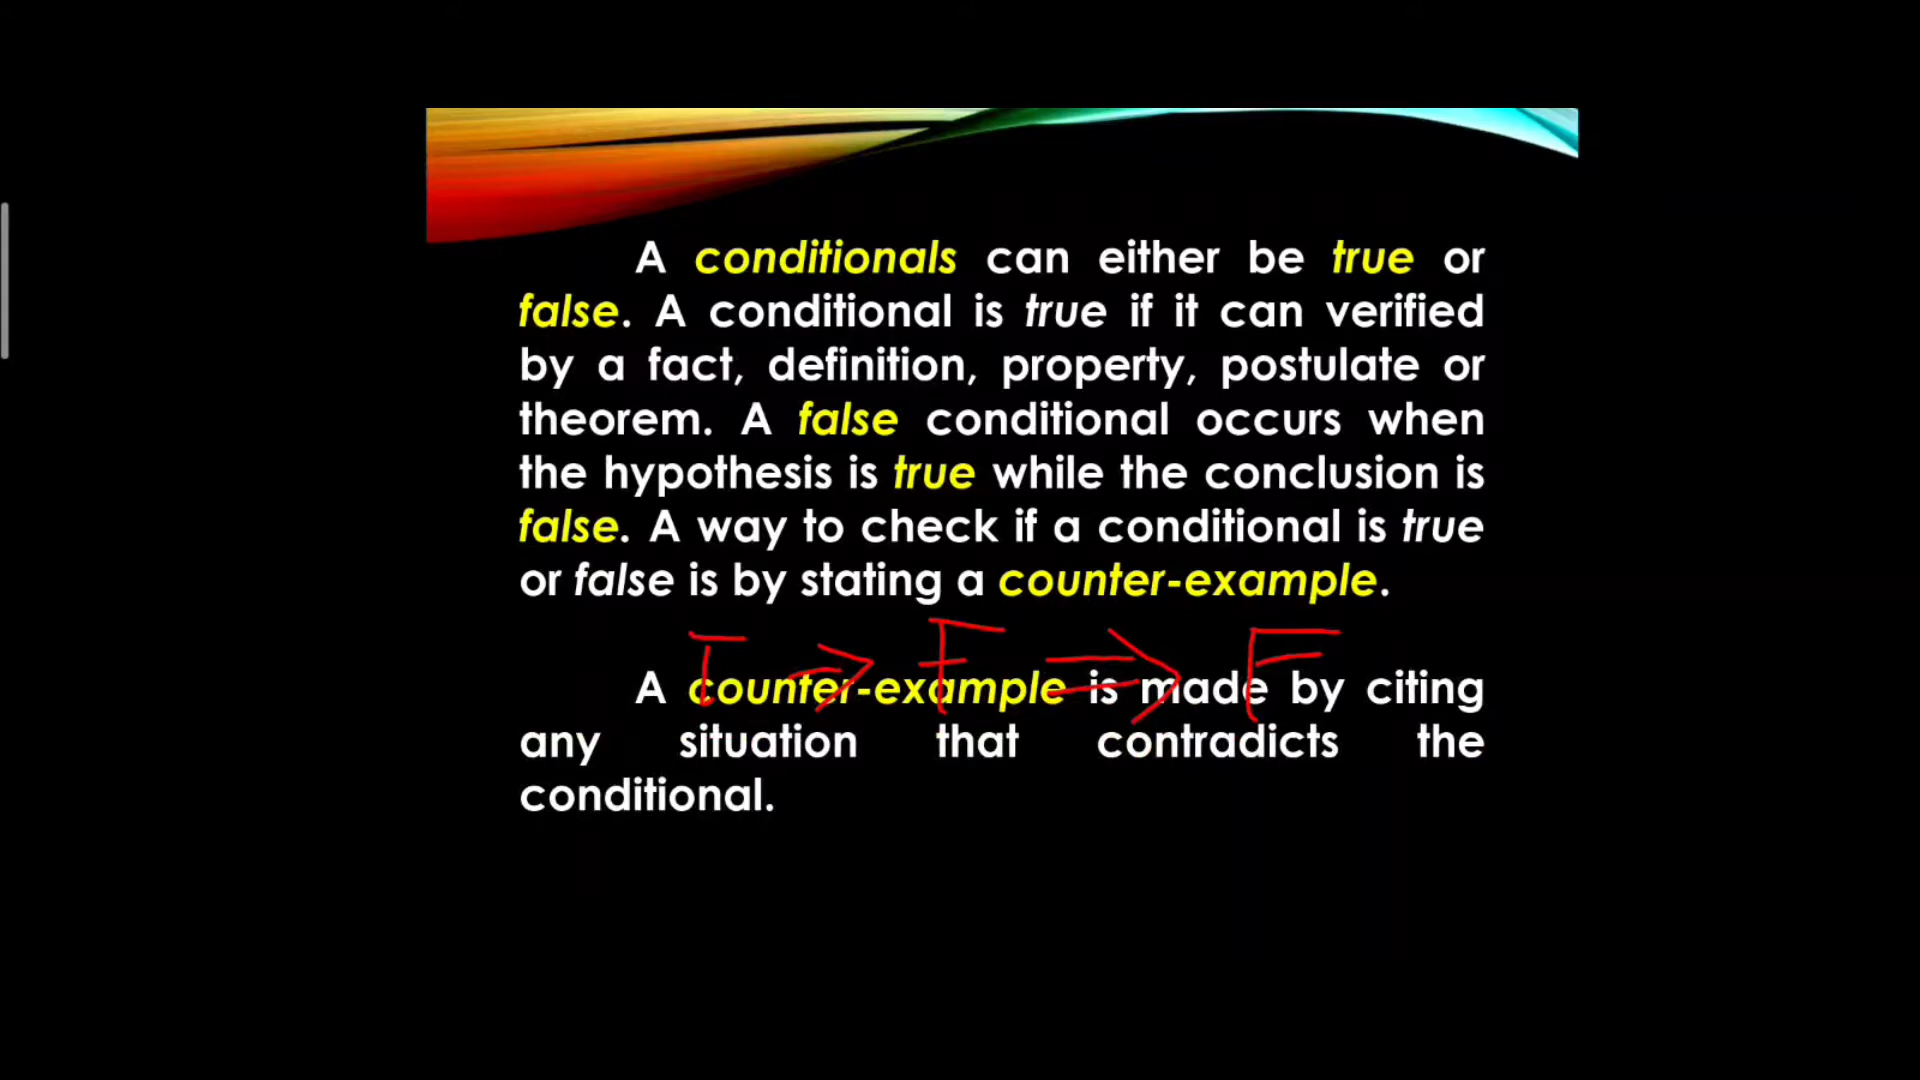 A conditionals can either be true or
false. A conditional is true if it can verified
by a fact, definition, property, postulate or
theorem. A false conditional occurs when
the hypothesis is true while the conclusion is
false. A way to check if a conditional is true
or false is by stating a counter-example.
T → F ⇒ F
A counter-example is made by citing
any situation that contradicts the
conditional.